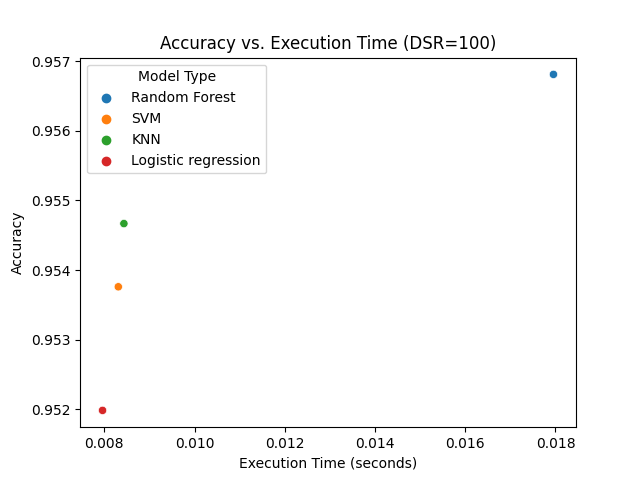 Accuracy vs. Execution Time (DSR=100)
0.957
0.956
0.955
0.954
0.953
0.952
Accuracy
Model Type
Random Forest
SVM
KNN
Logistic regression
0.008 0.010 0.012 0.014 0.016 0.018
Execution Time (seconds)